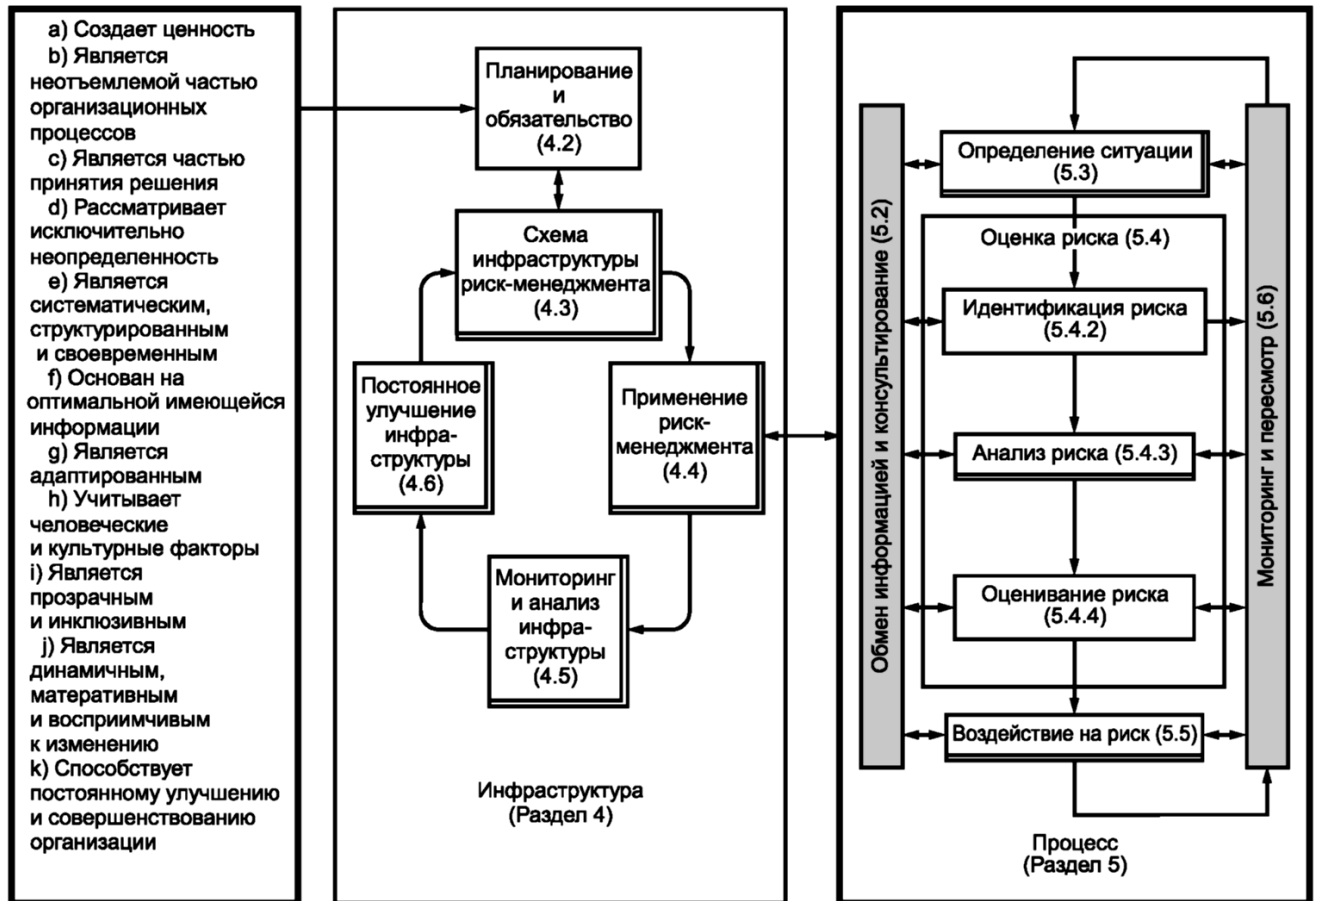 a) Создает ценность
b) Является
неотъемлемой частью
организационных
процессов
c) Является частью
принятия решения
d) Рассматривает
исключительно
неопределенность
e) Является
систематическим,
структурированным
и своевременным
f) Основан на
оптимальной имеющейся
информации
g) Является
адаптированным
h) Учитывает
человеческие
и культурные факторы
i) Является
прозрачным
и инклюзивным
j) Является
динамичным,
матеративным
и восприимчивым
к изменению
k) Способствует
постоянному улучшению
и совершенствованию
организации
Планирование
и
обязательство
(4.2)
Схема
инфраструктуры
риск-менеджмента
(4.3)
Постоянное
улучшение
инфра-
структуры
(4.6)
Применение
риск-
менеджмента
(4.4)
Мониторинг
и анализ
инфра-
структуры
(4.5)
Инфраструктура
(Раздел 4)
Обмен информацией и консультирование (5.2)
Определение ситуации
(5.3)
Оценка риска (5.4)
Идентификация риска
(5.4.2)
Анализ риска (5.4.3)
Оценивание риска
(5.4.4)
Воздействие на риск (5.5)
Мониторинг и пересмотр (5.6)
Процесс
(Раздел 5)